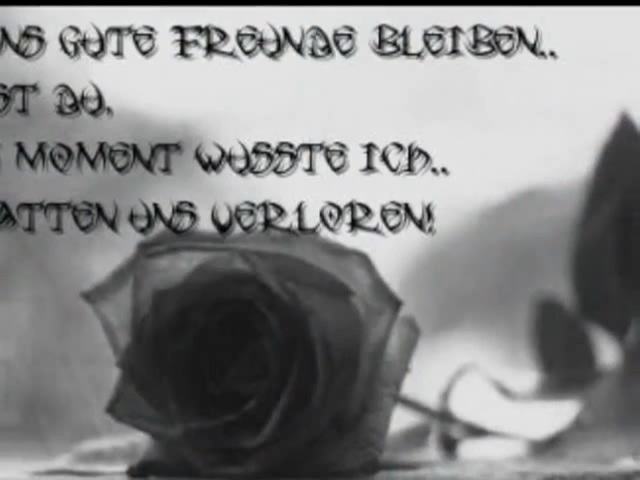 NS GUTE FREUNDE BLEIBEN..
ST DU.
MOMENT WUSSTE ICH..
ATTEN UNS VERLOREN!